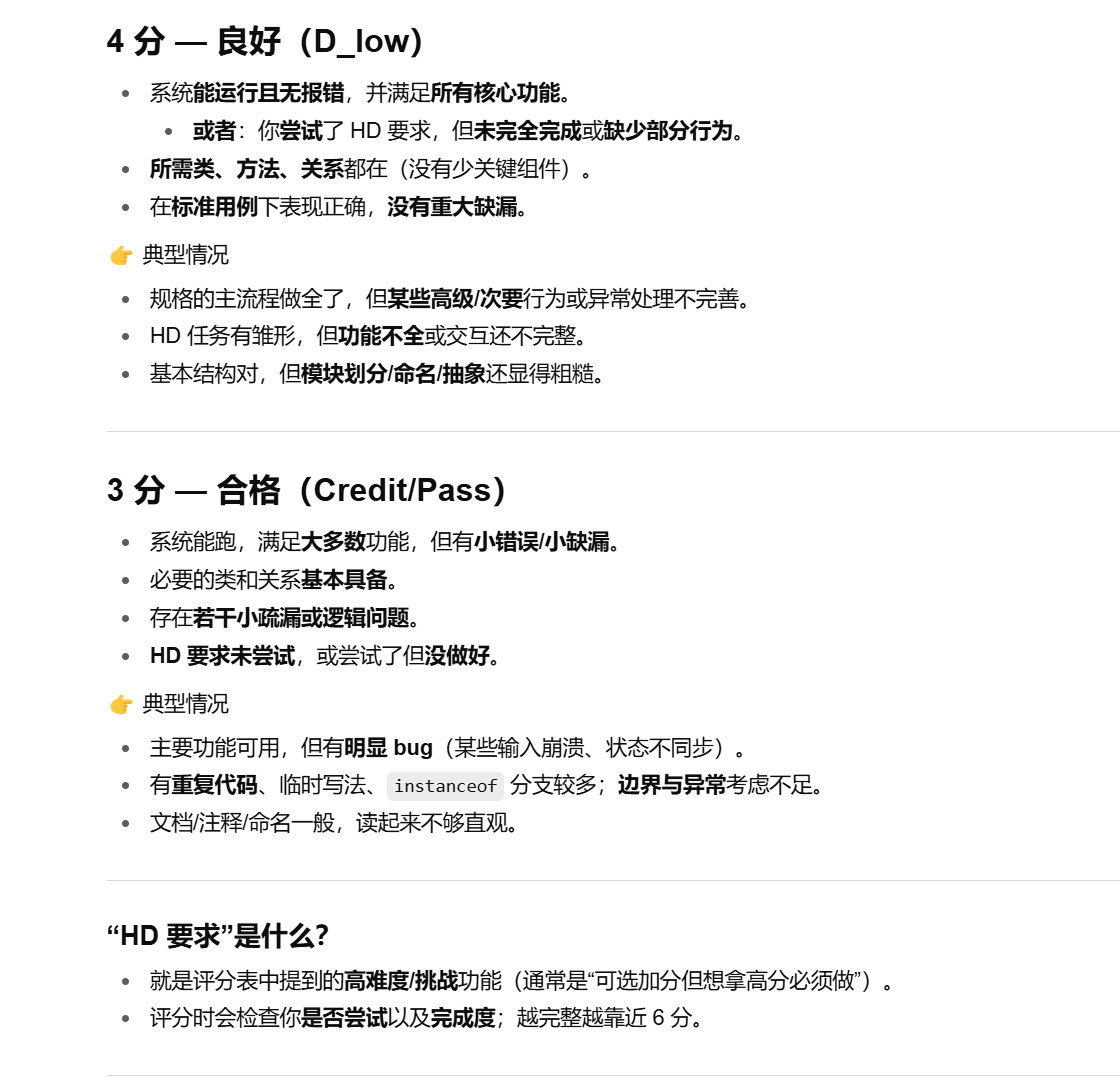 4 分 — 良好（D_low）
系统能运行且无报错，并满足所有核心功能。
或者：你尝试了 HD 要求，但未完全完成或缺少部分行为。
所需类、方法、关系都在（没有少关键组件）。
在标准用例下表现正确，没有重大缺漏。
👉 典型情况
规格的主流程做全了，但某些高级/次要行为或异常处理不完善。
HD 任务有雏形，但功能不全或交互还不完整。
基本结构对，但模块划分/命名/抽象还显得粗糙。
3 分 — 合格（Credit/Pass）
系统能跑，满足大多数功能，但有小错误/小缺漏。
必要的类和关系基本具备。
存在若干小疏漏或逻辑问题。
HD 要求未尝试，或尝试了但没做好。
👉 典型情况
主要功能可用，但有明显 bug（某些输入崩溃、状态不同步）。
有重复代码、临时写法、instanceof 分支较多；边界与异常考虑不足。
文档/注释/命名一般，读起来不够直观。
“HD 要求”是什么？
就是评分表中提到的高难度/挑战功能（通常是“可选加分但想拿高分必须做”）。
评分时会检查你是否尝试以及完成度；越完整越靠近 6 分。